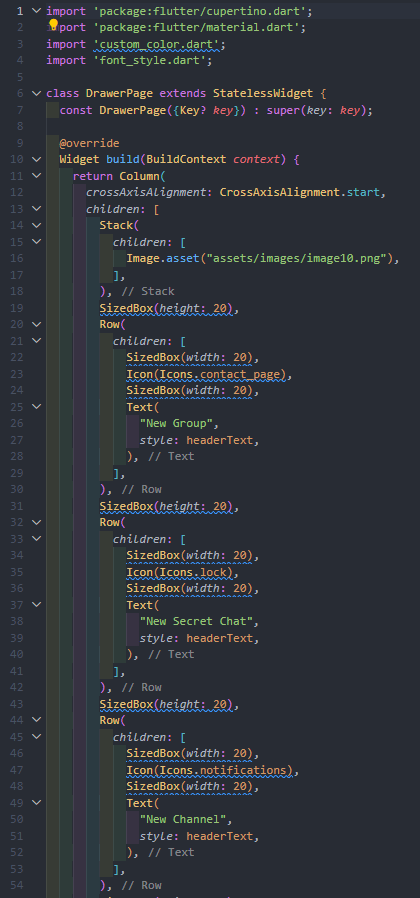 1 import 'package:flutter/cupertino.dart';
2 import 'package:flutter/material.dart';
3 import 'custom_color.dart';
4 import 'font_style.dart';
5
6 class DrawerPage extends StatelessWidget {
7   const DrawerPage({Key? key}) : super(key: key);
8
9   @override
10   Widget build(BuildContext context) {
11     return Column(
12       crossAxisAlignment: CrossAxisAlignment.start,
13       children: [
14         Stack(
15           children: [
16             Image.asset("assets/images/image10.png"),
17           ],
18         ), // Stack
19         SizedBox(height: 20),
20         Row(
21           children: [
22             SizedBox(width: 20),
23             Icon(Icons.contact_page),
24             SizedBox(width: 20),
25             Text(
26               "New Group",
27               style: headerText,
28             ), // Text
29           ],
30         ), // Row
31         SizedBox(height: 20),
32         Row(
33           children: [
34             SizedBox(width: 20),
35             Icon(Icons.lock),
36             SizedBox(width: 20),
37             Text(
38               "New Secret Chat",
39               style: headerText,
40             ), // Text
41           ],
42         ), // Row
43         SizedBox(height: 20),
44         Row(
45           children: [
46             SizedBox(width: 20),
47             Icon(Icons.notifications),
48             SizedBox(width: 20),
49             Text(
50               "New Channel",
51               style: headerText,
52             ), // Text
53           ],
54         ), // Row